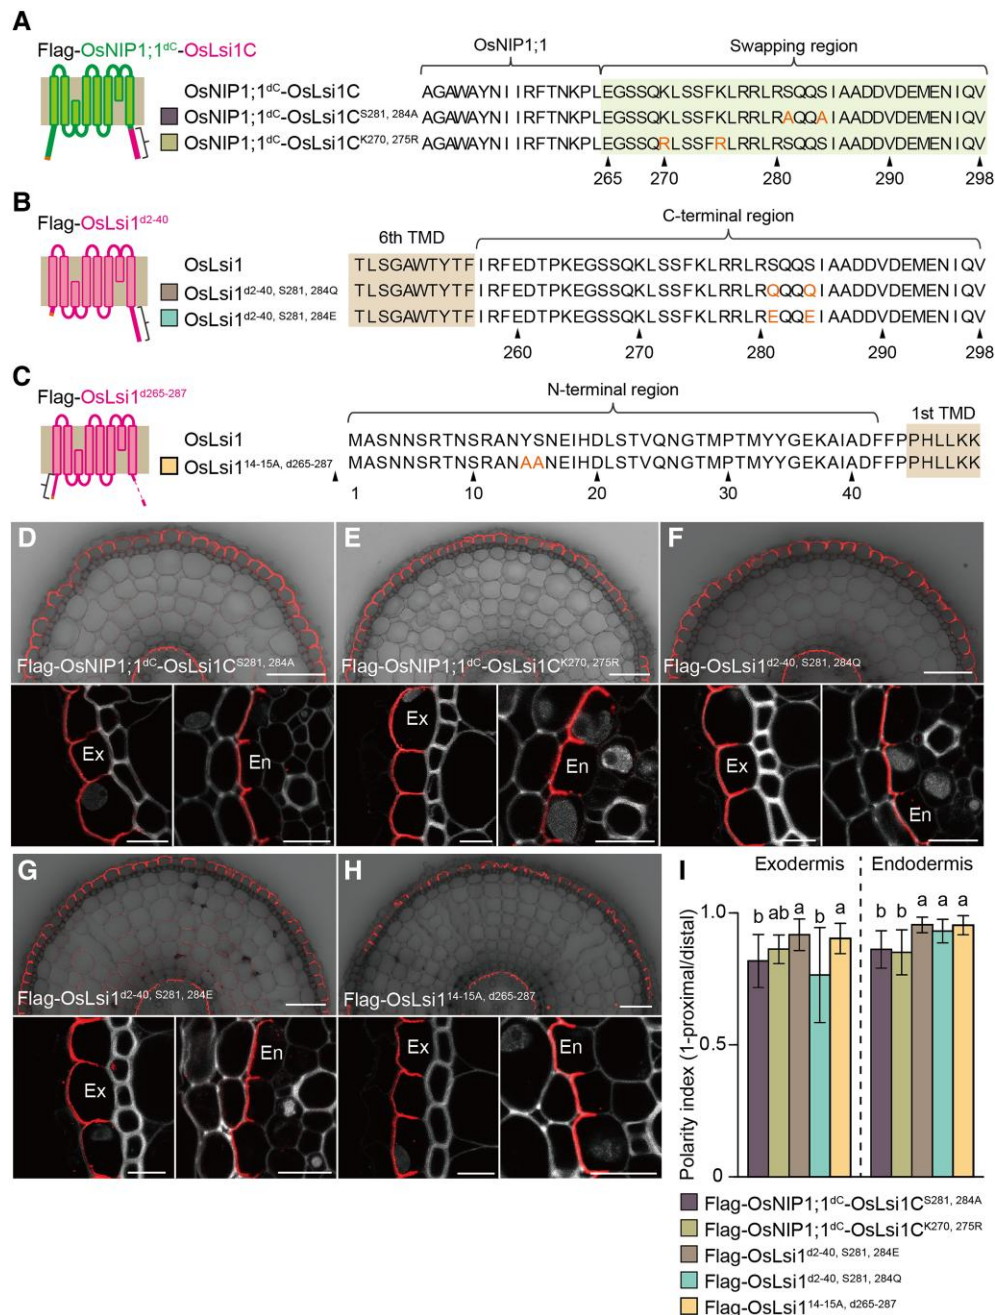 A
Flag-OsNIP1;1dC-OsLsi1C
OsNIP1;1
Swapping region
OsNIP1;1dC-OsLsi1C AGAWAYNIIRFTNKPLEGSSQKLSSFKLRRLRSQQSIAADDVDEMENIQV
OsNIP1;1dC-OsLsi1CS281, 284A AGAWAYNIIRFTNKPLEGSSQKLSSFKLRRLRAQQAIAADDVDEMENIQV
OsNIP1;1dC-OsLsi1CK270, 275R AGAWAYNIIRFTNKPLEGSSQRLSSFRLRRLRSQQSIAADDVDEMENIQV
265 270 280 290 298
B
Flag-OsLsi1d2-40
C-terminal region
6th TMD
OsLsi1 TLSGAWTYTFIRFEDTPKEGSSQKLSSFKLRRLRSQQSIAADDVDEMENIQV
OsLsi1d2-40, S281, 284Q TLSGAWTYTFIRFEDTPKEGSSQKLSSFKLRRLRQQQQIAADDVDEMENIQV
OsLsi1d2-40, S281, 284E TLSGAWTYTFIRFEDTPKEGSSQKLSSFKLRRLREQQEIAADDVDEMENIQV
260 270 280 290 298
C
Flag-OsLsi1d265-287
N-terminal region
1st TMD
OsLsi1 MASNNSRTNSRANYSNEIHDLSTVQNGTMPTMYYGEKAIADFFPPHLLKK
OsLsi114-15A, d265-287 MASNNSRTNSRANAANEIHDLSTVQNGTMPTMYYGEKAIADFFPPHLLKK
1 10 20 30 40
D
E
F
Flag-OsNIP1;1dC-OsLsi1CS281, 284A
Flag-OsNIP1;1dC-OsLsi1CK270, 275R
Flag-OsLsi1d2-40, S281, 284Q
Ex
En
Ex
En
Ex
En
G
H
Flag-OsLsi1d2-40, S281, 284E
Flag-OsLsi114-15A, d265-287
Ex
En
Ex
En
I
Exodermis Endodermis
b ab a b a b b a a a
1.0
0.5
0
Polarity index (1-proximal/distal)
Flag-OsNIP1;1dC-OsLsi1CS281, 284A
Flag-OsNIP1;1dC-OsLsi1CK270, 275R
Flag-OsLsi1d2-40, S281, 284E
Flag-OsLsi1d2-40, S281, 284Q
Flag-OsLsi114-15A, d265-287